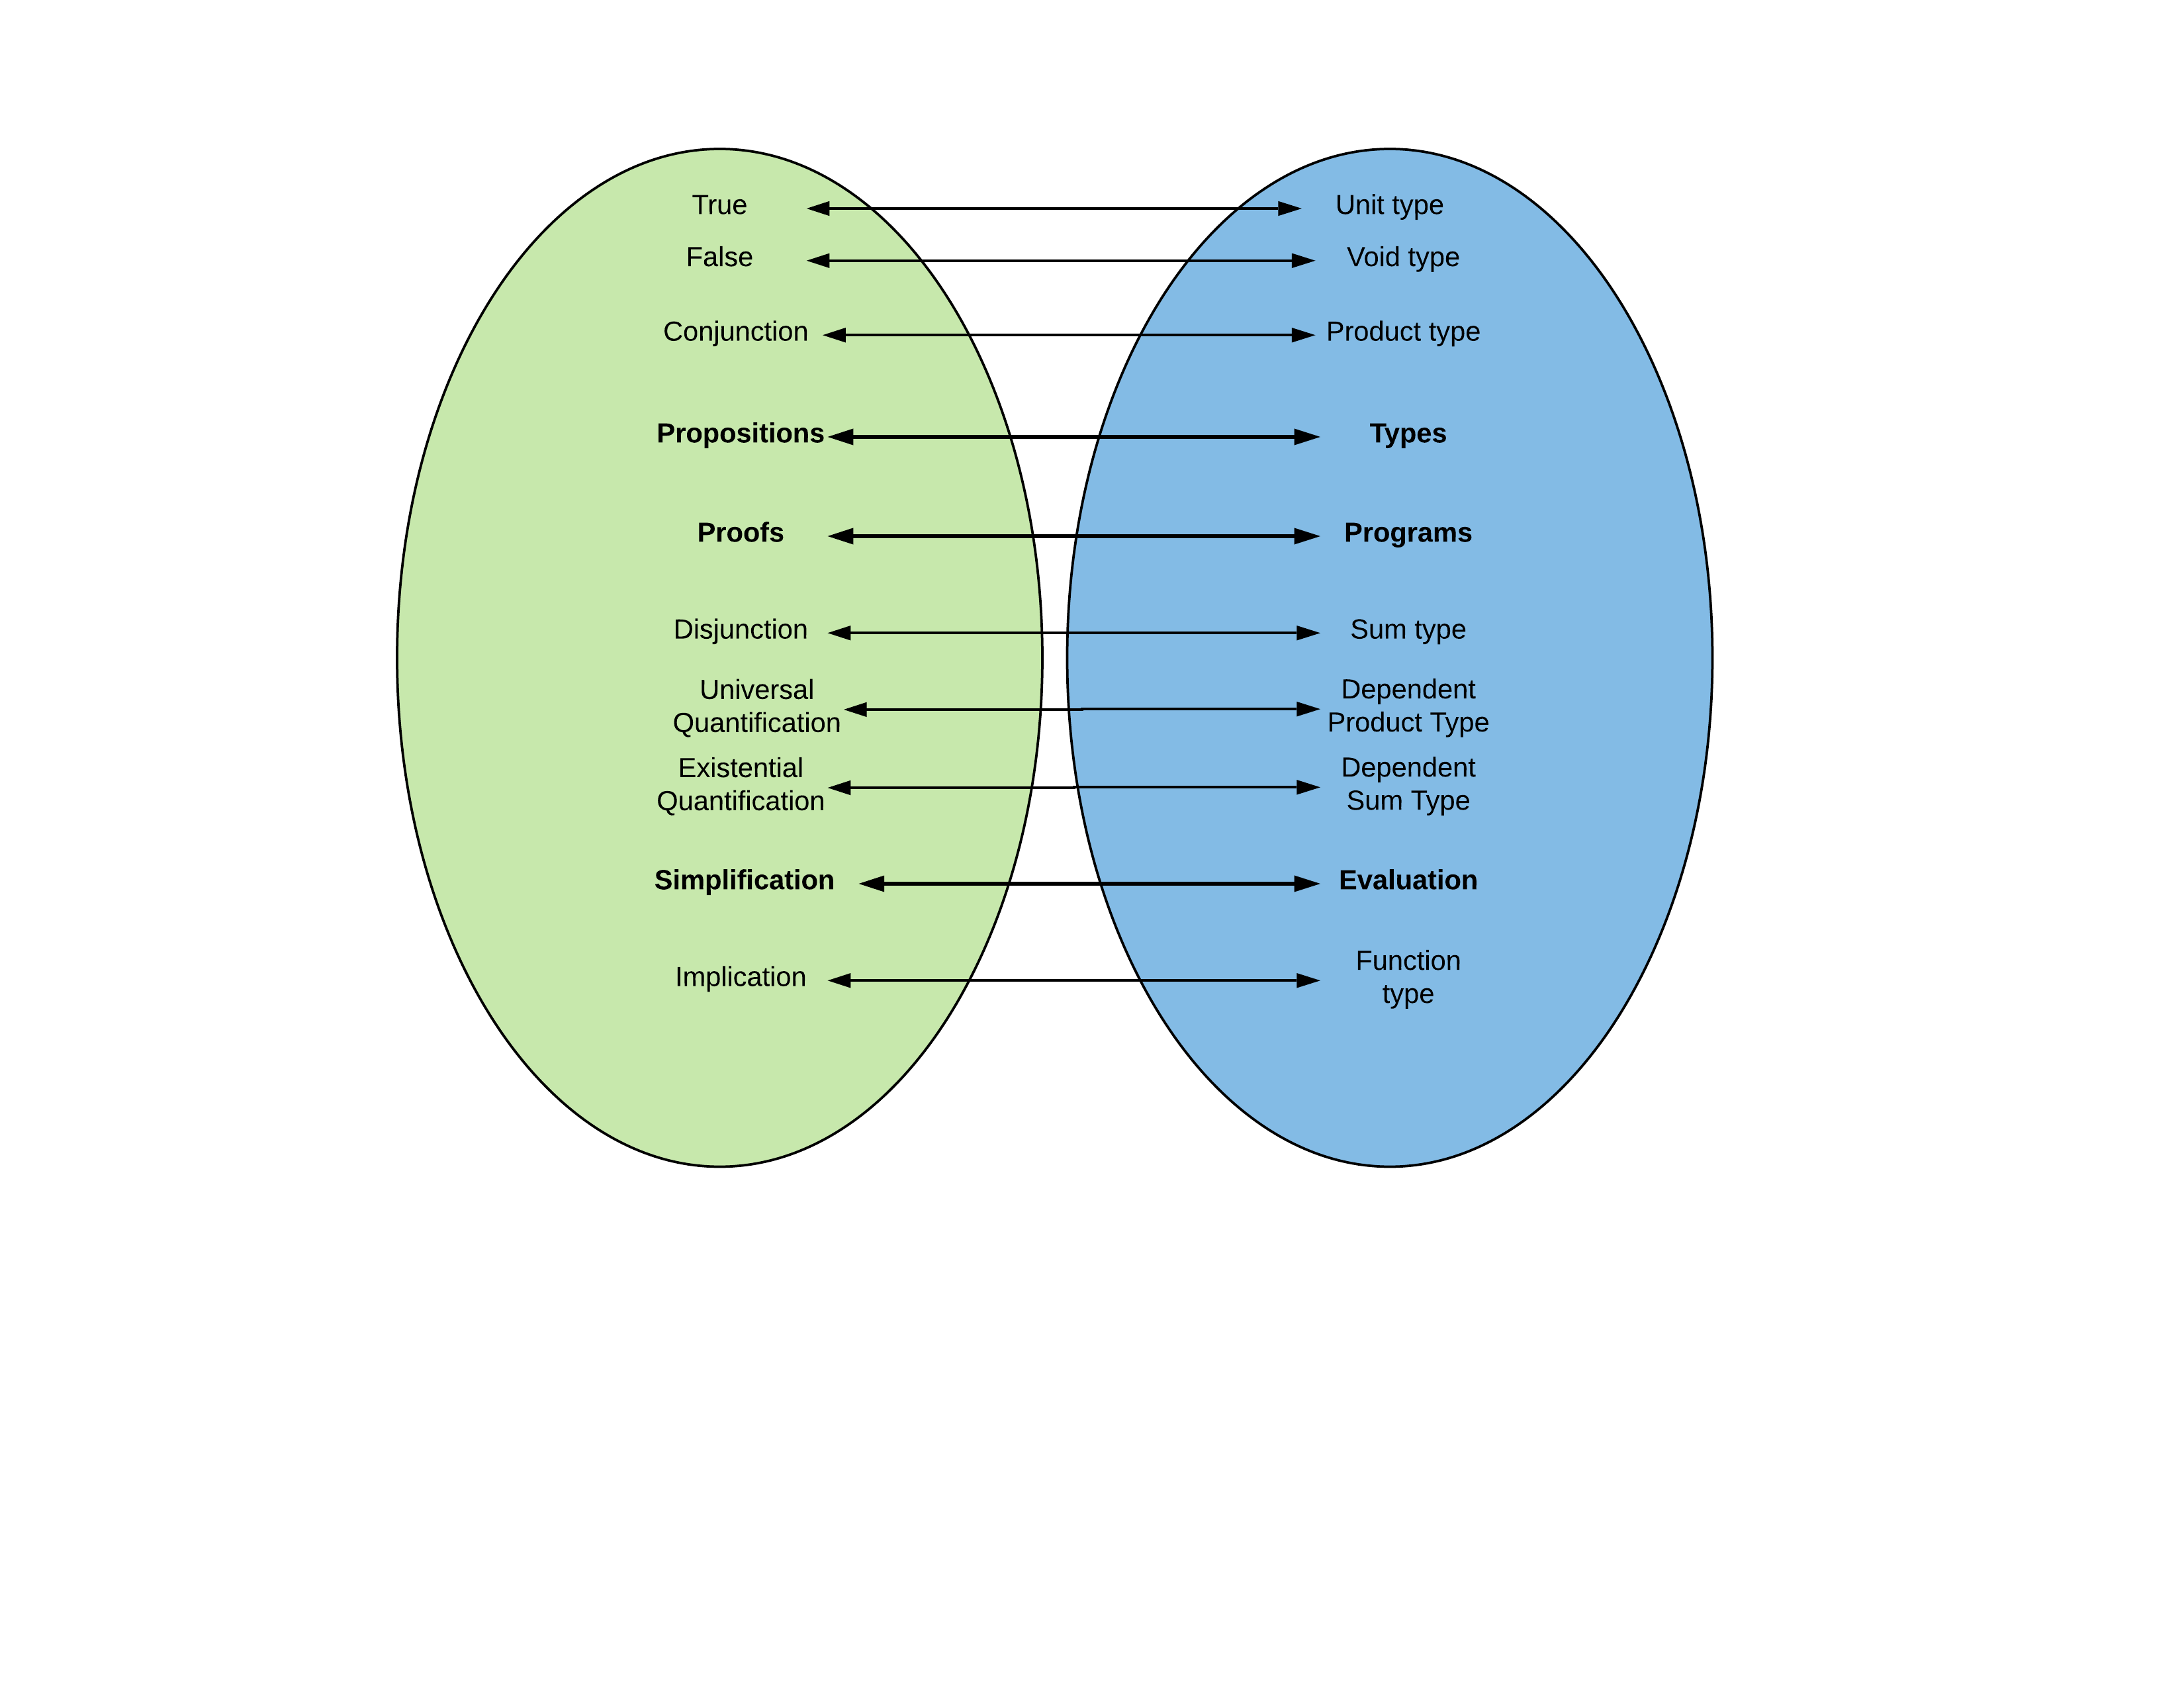 True
Unit type
False
Void type
Conjunction
Product type
Propositions
Types
Proofs
Programs
Disjunction
Sum type
Universal
Quantification
Dependent
Product Type
Existential
Quantification
Dependent
Sum Type
Simplification
Evaluation
Implication
Function
type